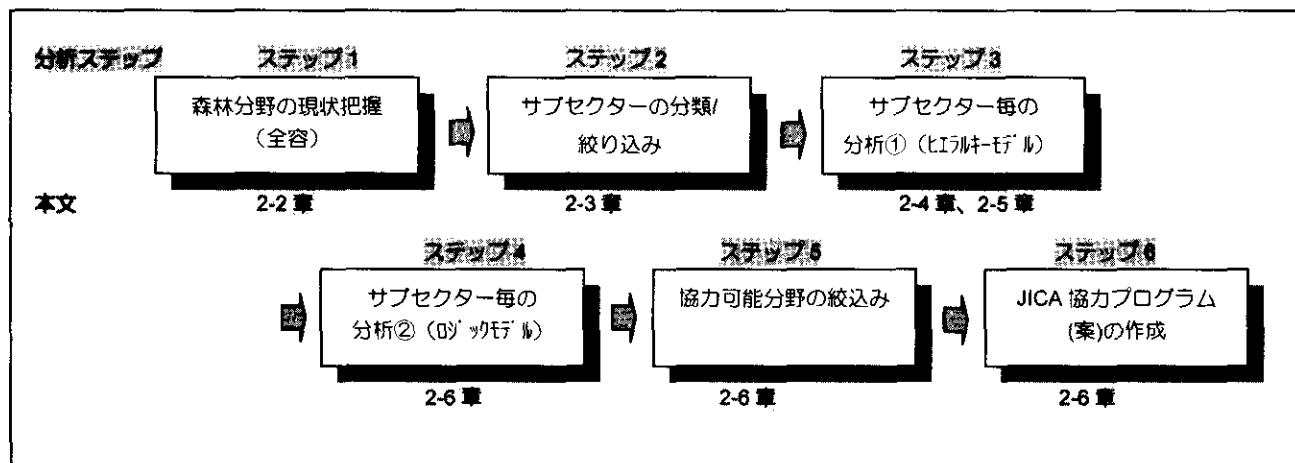 分析ステップ ステップ1 ステップ2 ステップ3
森林分野の現状把握
(全容)
サブセクターの分類/
絞り込み
サブセクター毎の
分析①（ﾋｴﾗﾙｷｰﾓﾃﾞﾙ）
本文 2-2 章 2-3 章 2-4 章、2-5 章
ステップ4 ステップ5 ステップ6
サブセクター毎の
分析②（ﾛｼﾞｯｸﾓﾃﾞﾙ）
協力可能分野の絞込み
JICA 協力プログラム
(案)の作成
2-6 章 2-6 章 2-6 章